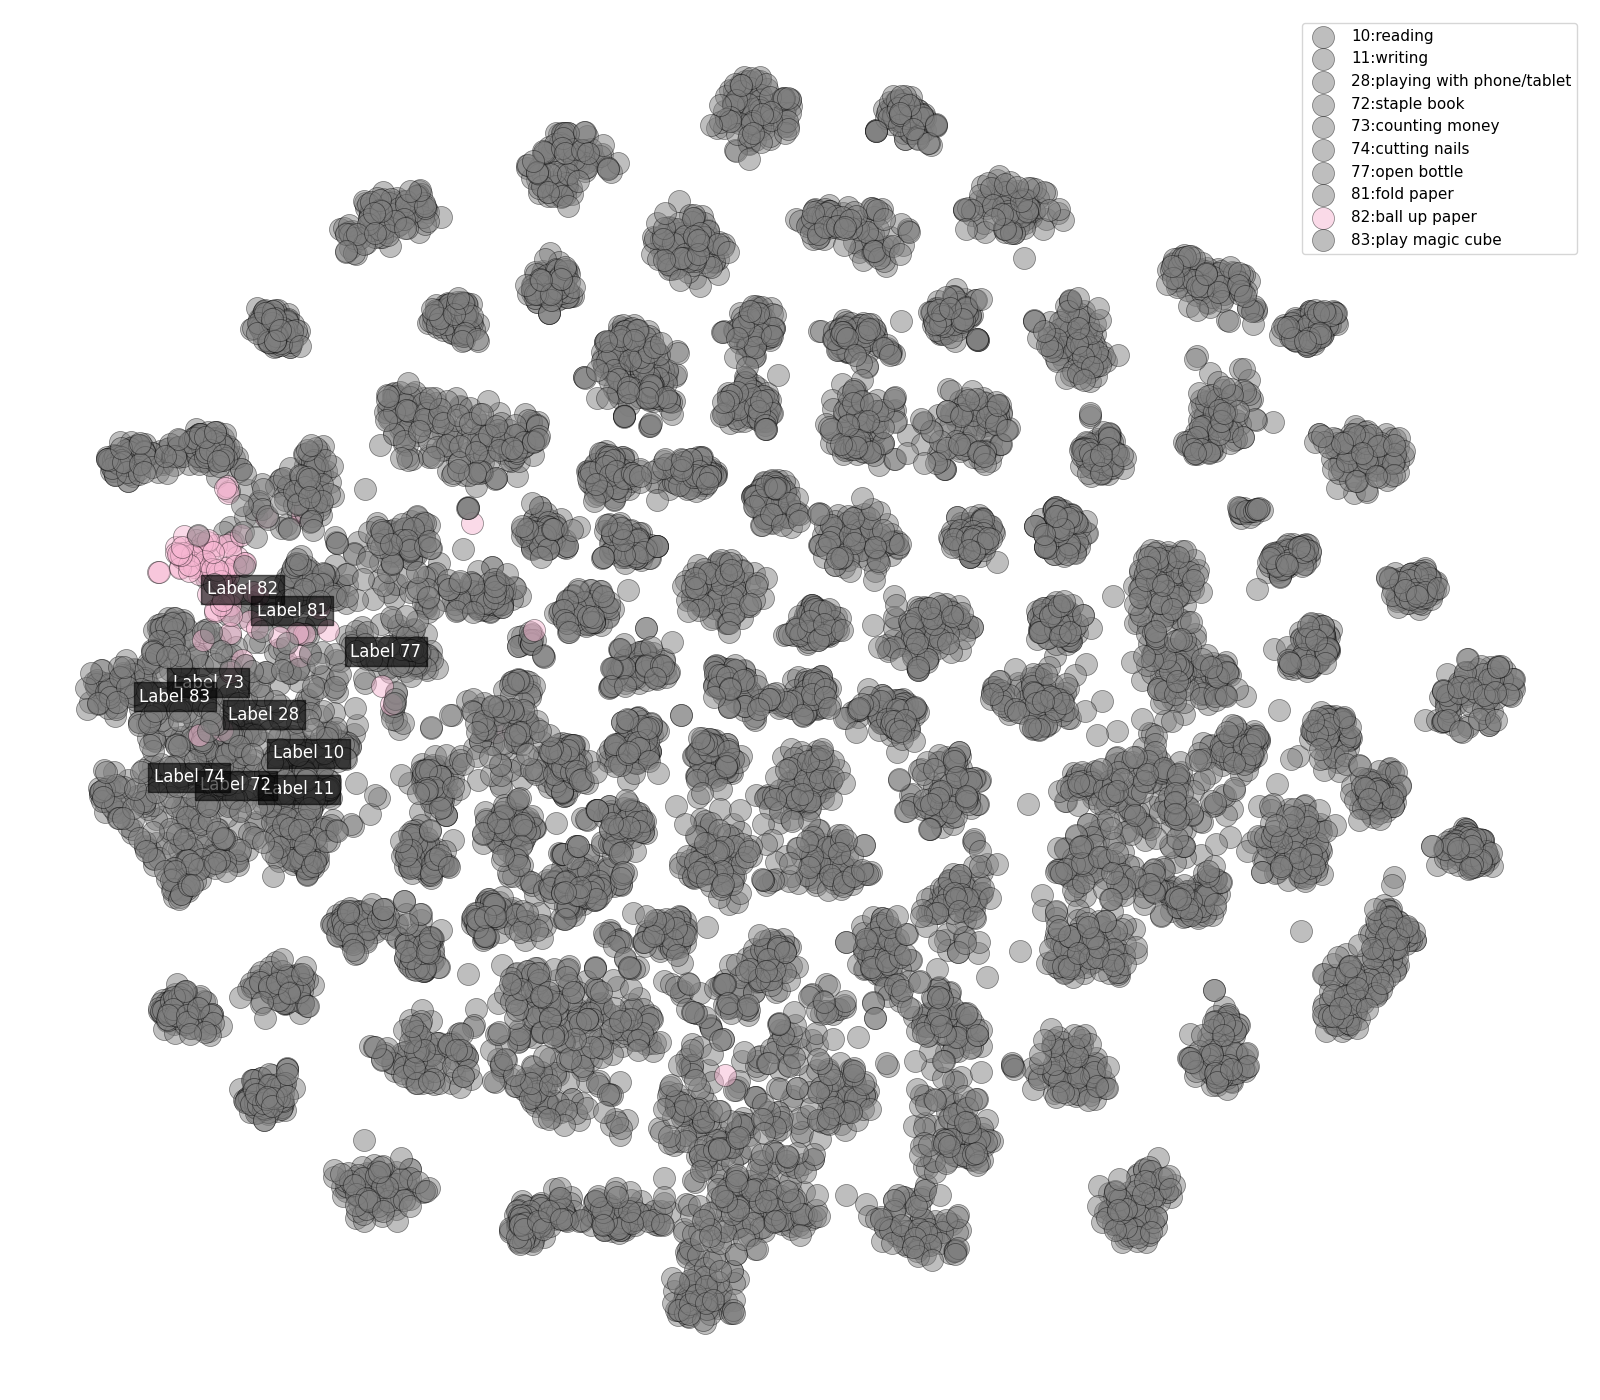 10:reading
11:writing
28:playing with phone/tablet
72:staple book
73:counting money
74:cutting nails
77:open bottle
81:fold paper
82:ball up paper
83:play magic cube
Label 82
Label 81
Label 77
Label 73
Label 83
Label 28
Label 10
Label 74
Label 72
Label 11